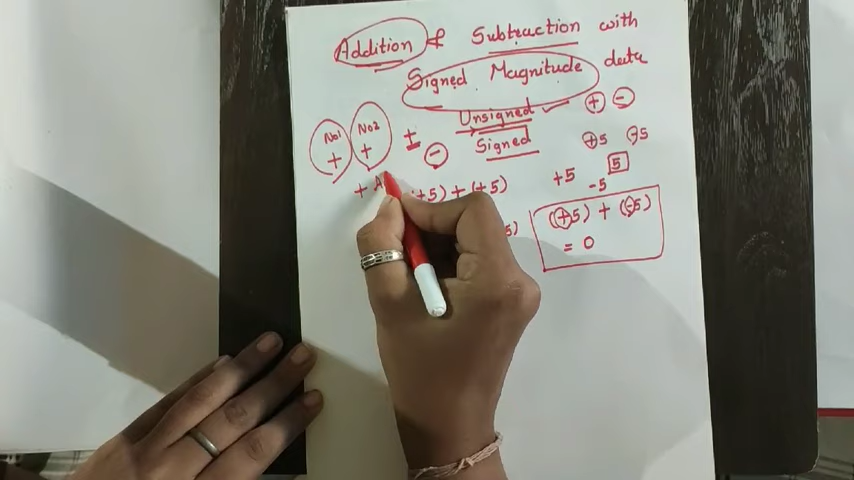 Addition & Subtraction with
Signed Magnitude data
Unsigned ✓ + -
No1 No2 ± Signed +5 -5
+ + - 5
+5
-5
+ A (+5) + (+5)
5) (+5) + (-5)
= 0